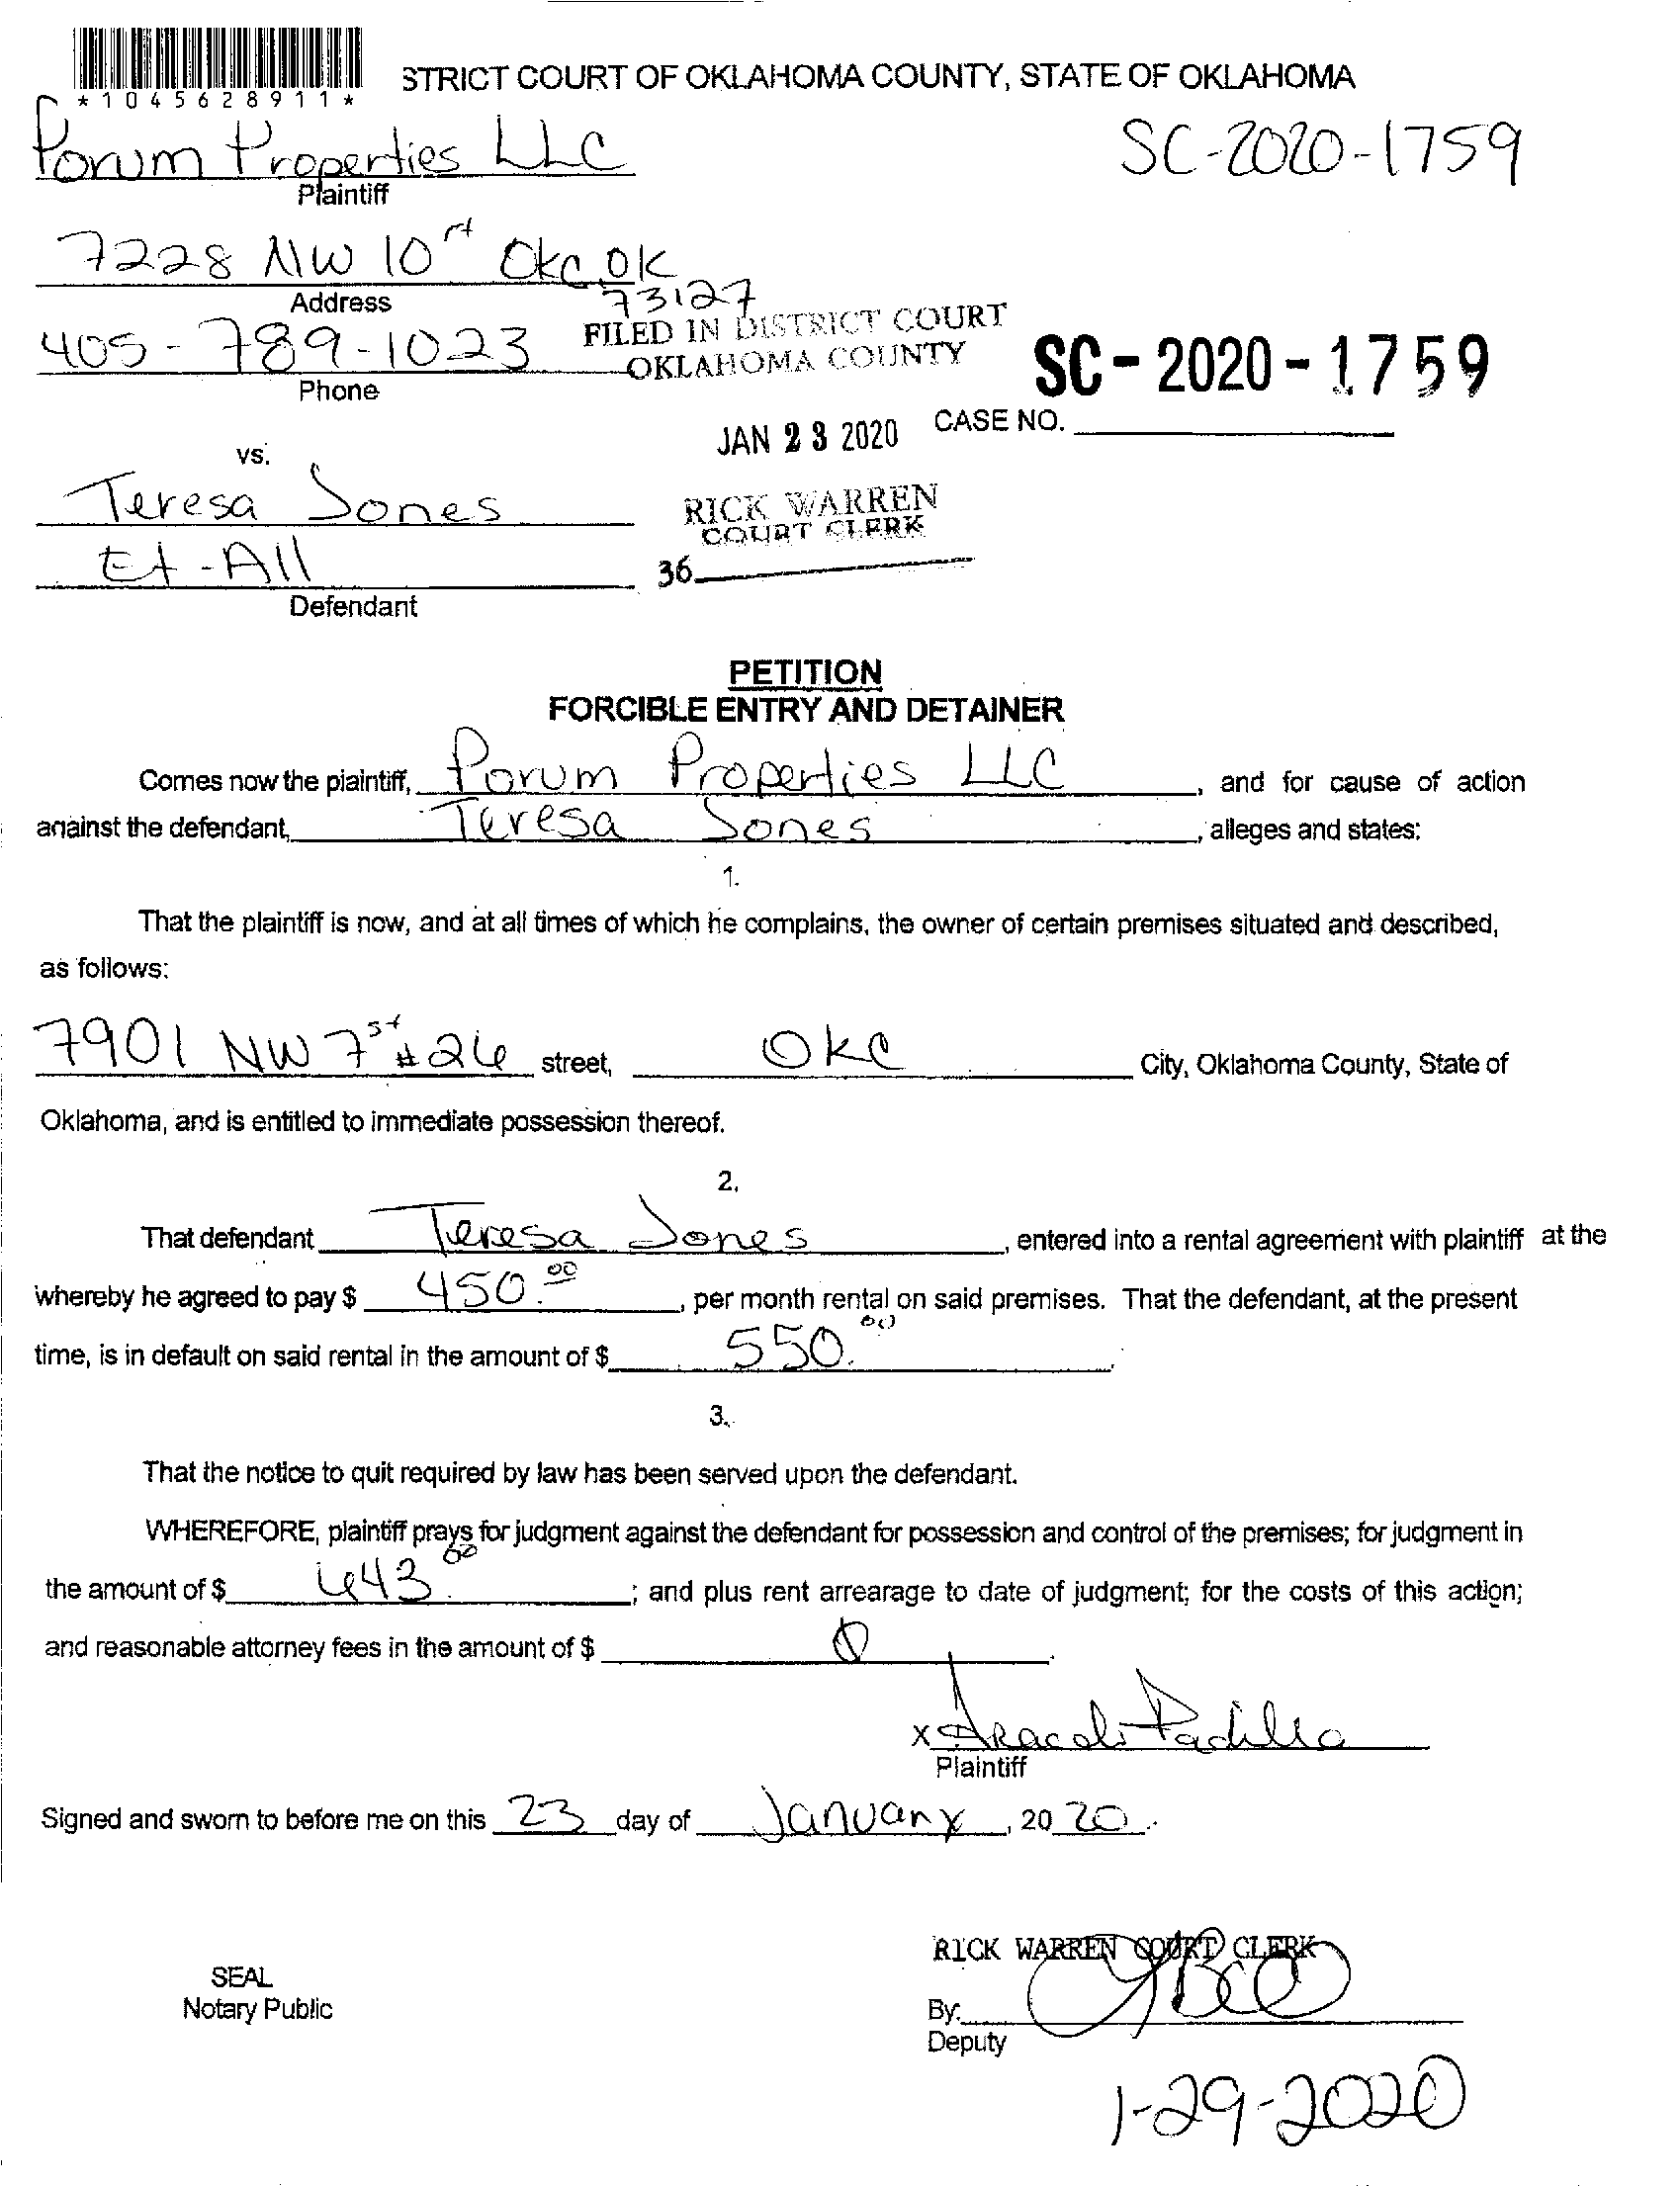 *1045628911*
STRICT COURT OF OKLAHOMA COUNTY, STATE OF OKLAHOMA
Porum Properties LLC
SC-2020-1759
Plaintiff
7228 NW 10 Okc OK
73127
Address
405-789-1023
Phone
FILED IN DISTRICT COURT
OKLAHOMA COUNTY
SC-2020-1759
JAN 23 2020
CASE NO.
vs.
Teresa Jones
RICK WARREN
COURT CLERK
Et-All
36
Defendant
PETITION
FORCIBLE ENTRY AND DETAINER
Comes now the plaintiff, Porum Properties LLC, and for cause of action
against the defendant, Teresa Jones, alleges and states:
1.
That the plaintiff is now, and at all times of which he complains, the owner of certain premises situated and described,
as follows:
7901 NW 7st #26 street, OKC City, Oklahoma County, State of
Oklahoma, and is entitled to immediate possession thereof.
2.
That defendant Teresa Jones, entered into a rental agreement with plaintiff at the
whereby he agreed to pay $ 450.00, per month rental on said premises. That the defendant, at the present
time, is in default on said rental in the amount of $ 550.00.
3.
That the notice to quit required by law has been served upon the defendant.
WHEREFORE, plaintiff prays for judgment against the defendant for possession and control of the premises; for judgment in
the amount of $ 643.00; and plus rent arrearage to date of judgment; for the costs of this action;
and reasonable attorney fees in the amount of $ 0.
x Araceli Padilla
Plaintiff
Signed and sworn to before me on this 23 day of January, 2020.
RICK WARREN COURT CLERK
SEAL
Notary Public
By:
Deputy
1-29-2020